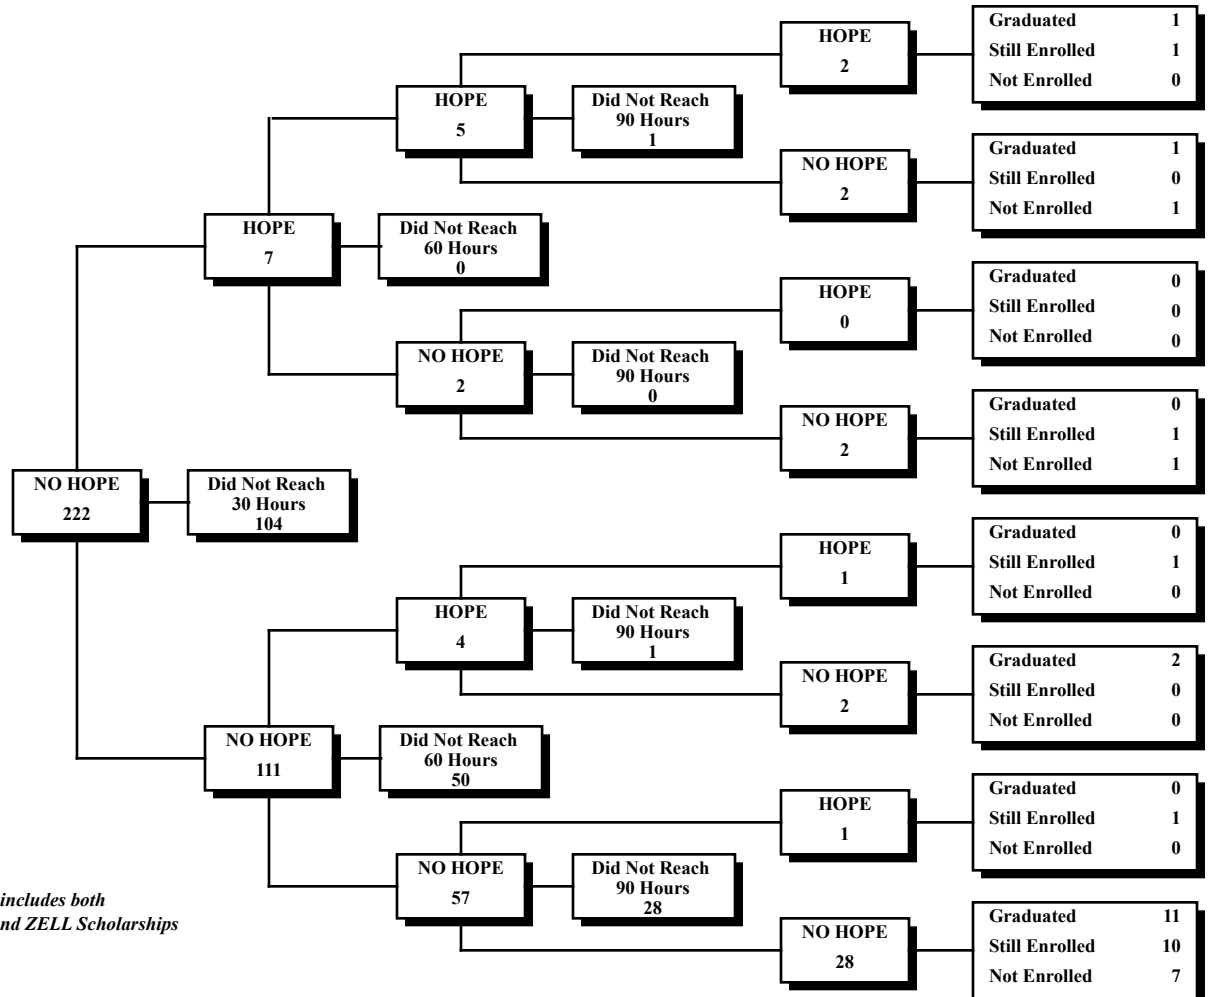 HOPE
2
Graduated 1
Still Enrolled 1
Not Enrolled 0
HOPE
5
Did Not Reach
90 Hours
1
NO HOPE
2
Graduated 1
Still Enrolled 0
Not Enrolled 1
HOPE
7
Did Not Reach
60 Hours
0
HOPE
0
Graduated 0
Still Enrolled 0
Not Enrolled 0
NO HOPE
2
Did Not Reach
90 Hours
0
NO HOPE
2
Graduated 0
Still Enrolled 1
Not Enrolled 1
NO HOPE
222
Did Not Reach
30 Hours
104
HOPE
1
Graduated 0
Still Enrolled 1
Not Enrolled 0
HOPE
4
Did Not Reach
90 Hours
1
NO HOPE
2
Graduated 2
Still Enrolled 0
Not Enrolled 0
NO HOPE
111
Did Not Reach
60 Hours
50
HOPE
1
Graduated 0
Still Enrolled 1
Not Enrolled 0
NO HOPE
57
Did Not Reach
90 Hours
28
NO HOPE
28
Graduated 11
Still Enrolled 10
Not Enrolled 7
includes both
nd ZELL Scholarships